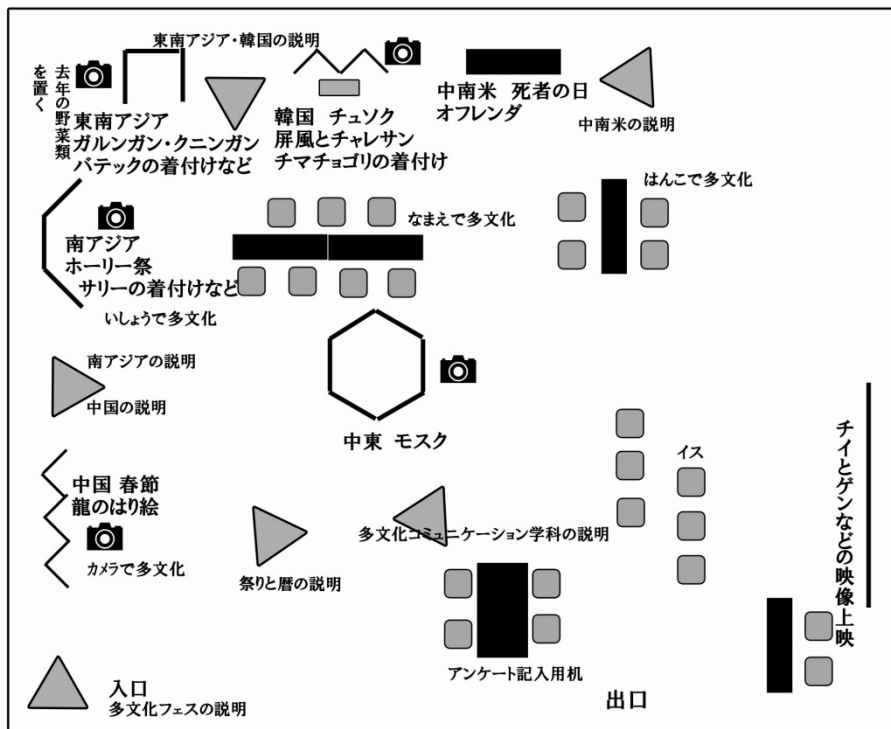 東南アジア・韓国の説明
去年の野菜類
を置く
東南アジア
ガルンガン・クニンガン
バテックの着付けなど
韓国 チュソク
屏風とチャレサン
チマチョゴリの着付け
中南米 死者の日
オフレンダ
中南米の説明
はんこで多文化
なまえで多文化
南アジア
ホーリー祭
サリーの着付けなど
いしょうで多文化
南アジアの説明
中国の説明
中東 モスク
イス
チイとゲンなどの映像上映
中国 春節
龍のはり絵
カメラで多文化
祭りと暦の説明
多文化コミュニケーション学科の説明
アンケート記入用机
入口
多文化フェスの説明
出口